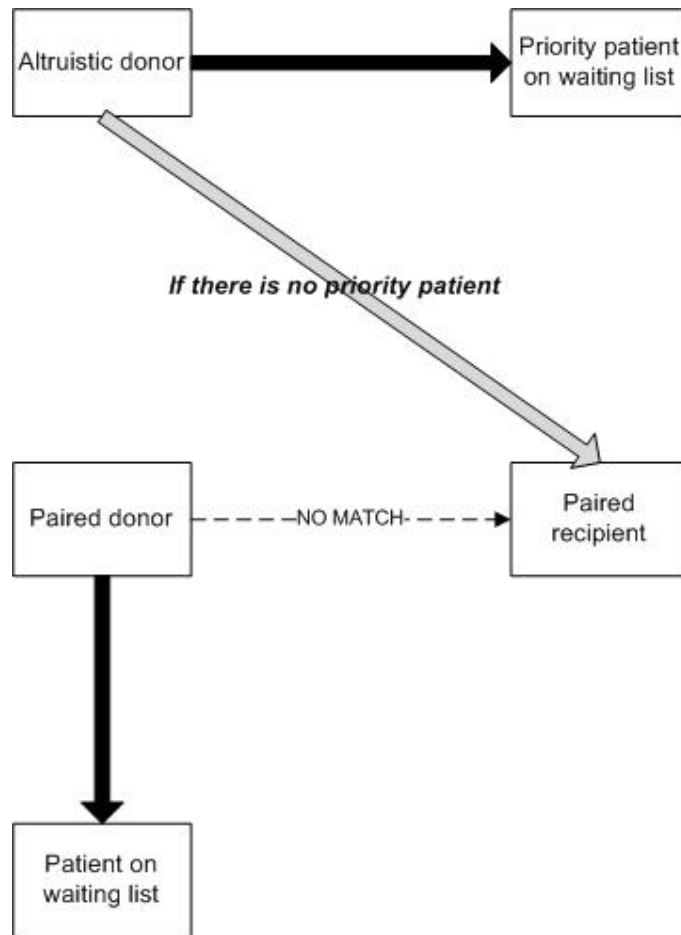 Altruistic donor
Priority patient
on waiting list
If there is no priority patient
Paired donor
NO MATCH
Paired
recipient
Patient on
waiting list